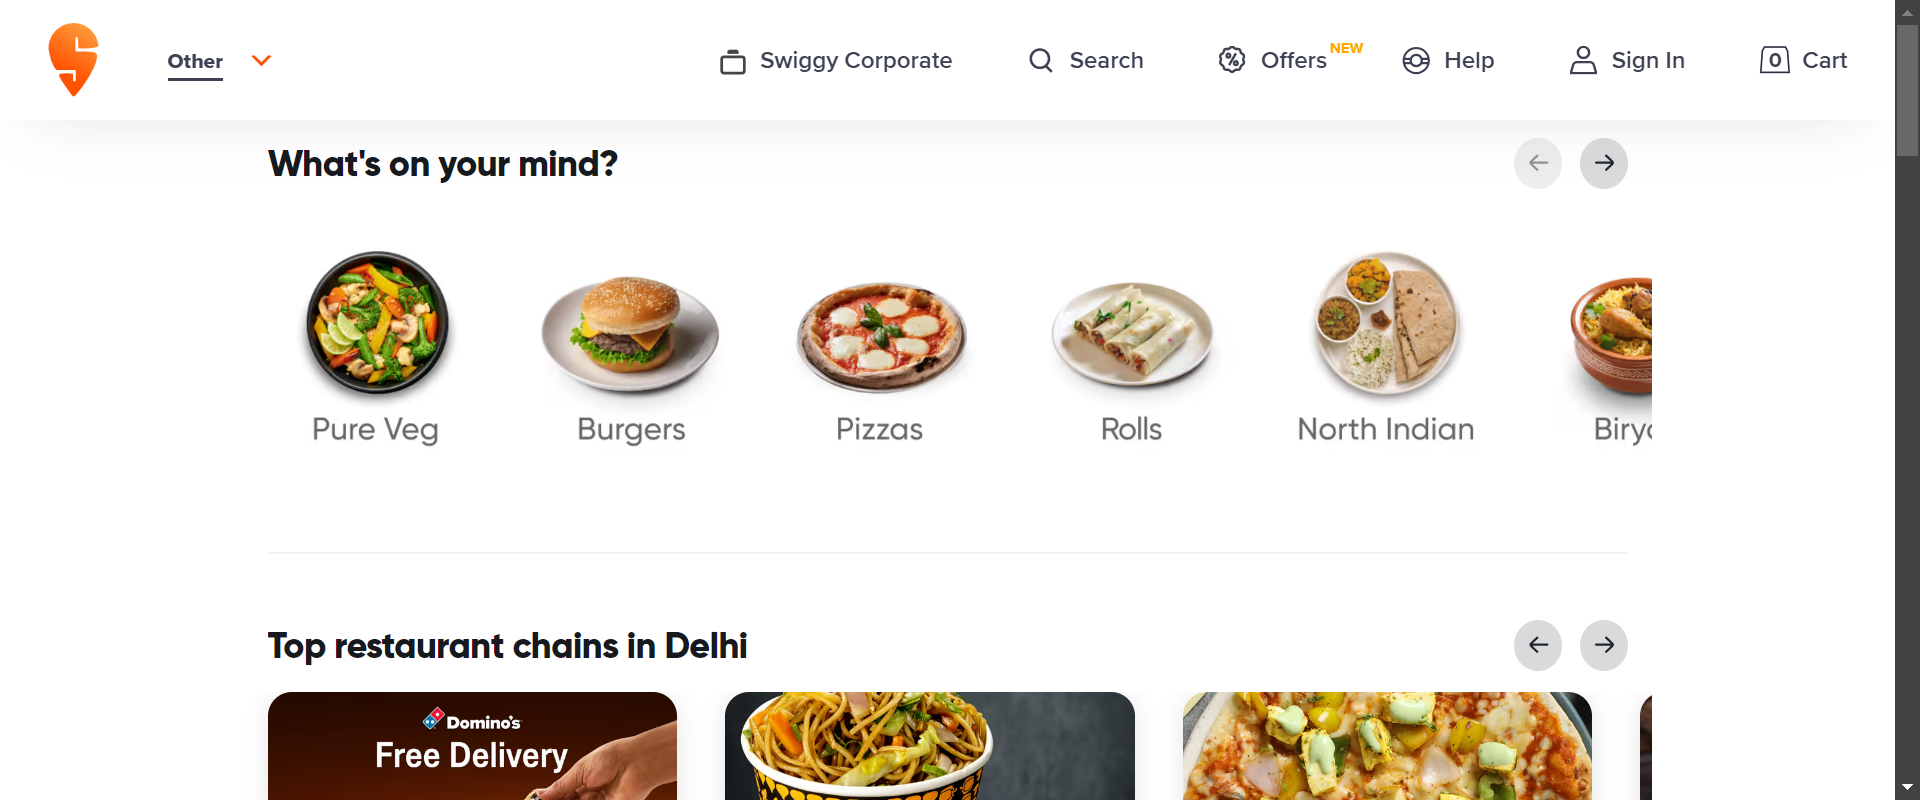 Other
Swiggy Corporate
Search
Offers NEW
Help
Sign In
0 Cart
What's on your mind?
Pure Veg
Burgers
Pizzas
Rolls
North Indian
Birya
Top restaurant chains in Delhi
Domino's
Free Delivery